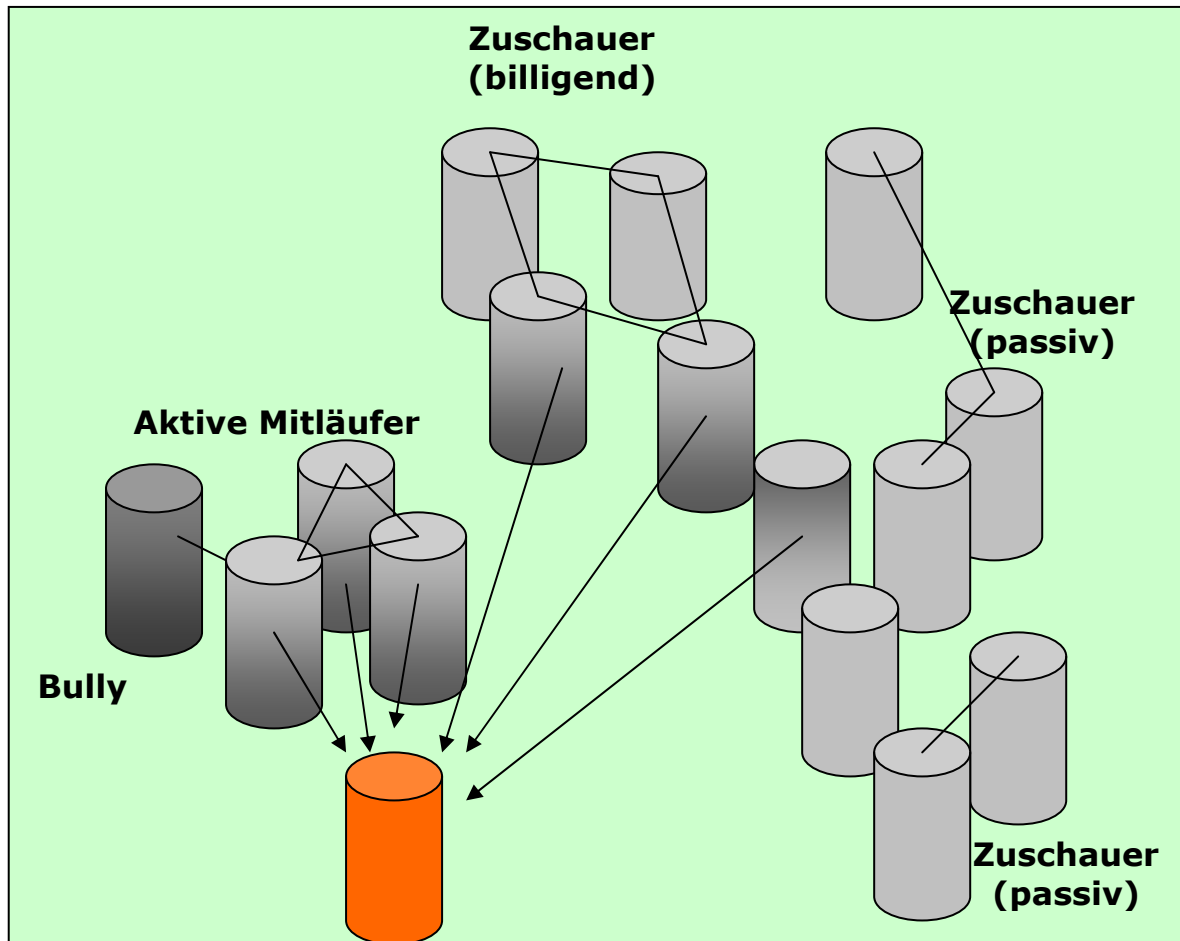 Zuschauer
(billigend)
Zuschauer
(passiv)
Aktive Mitläufer
Bully
Zuschauer
(passiv)